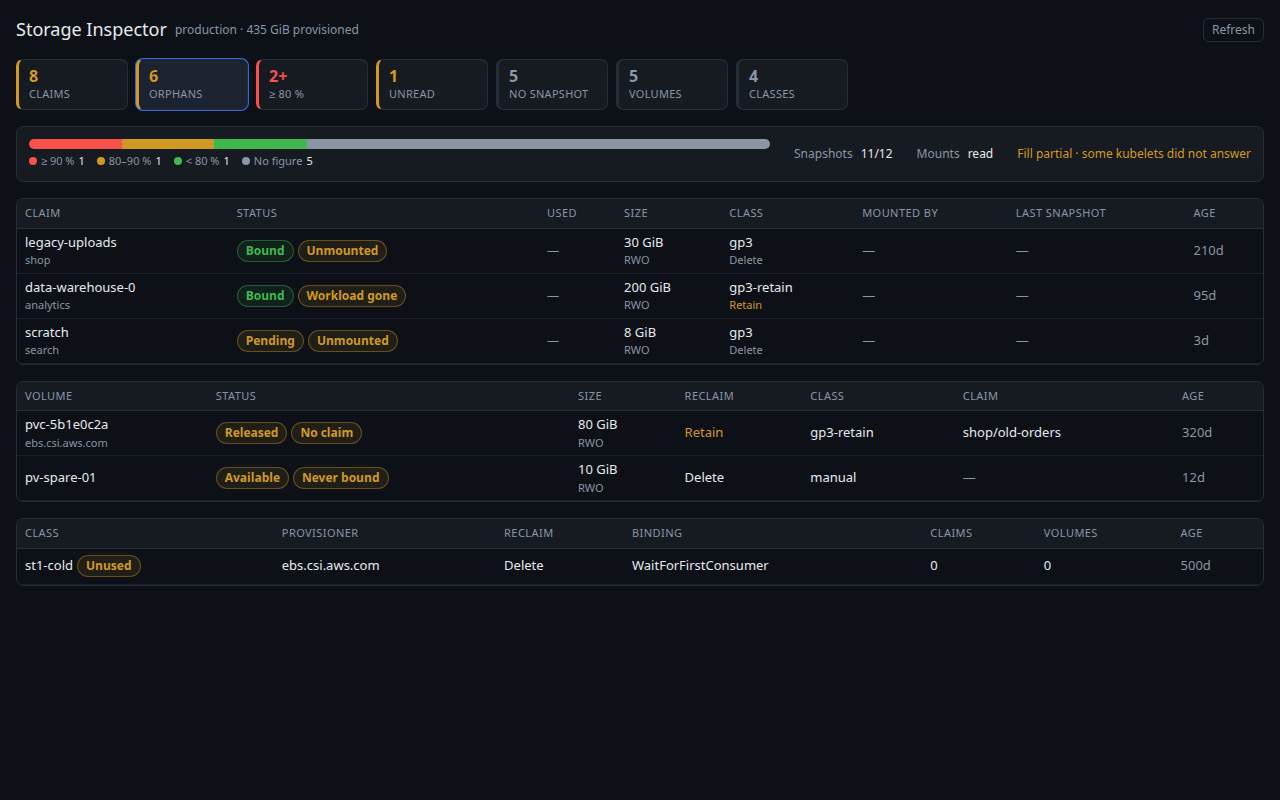 Storage Inspector production · 435 GiB provisioned Refresh
8 6 2+ 1 5 5 4
CLAIMS ORPHANS ≥ 80 % UNREAD NO SNAPSHOT VOLUMES CLASSES
≥ 90 % 1 80–90 % 1 < 80 % 1 No figure 5
Snapshots 11/12 Mounts read Fill partial · some kubelets did not answer
CLAIM STATUS USED SIZE CLASS MOUNTED BY LAST SNAPSHOT AGE
legacy-uploads Bound Unmounted — 30 GiB gp3 — — 210d
shop RWO Delete
data-warehouse-0 Bound Workload gone — 200 GiB gp3-retain — — 95d
analytics RWO Retain
scratch Pending Unmounted — 8 GiB gp3 — — 3d
search RWO Delete
VOLUME STATUS SIZE RECLAIM CLASS CLAIM AGE
pvc-5b1e0c2a Released No claim 80 GiB Retain gp3-retain shop/old-orders 320d
ebs.csi.aws.com RWO
pv-spare-01 Available Never bound 10 GiB Delete manual — 12d
RWO
CLASS PROVISIONER RECLAIM BINDING CLAIMS VOLUMES AGE
st1-cold Unused ebs.csi.aws.com Delete WaitForFirstConsumer 0 0 500d